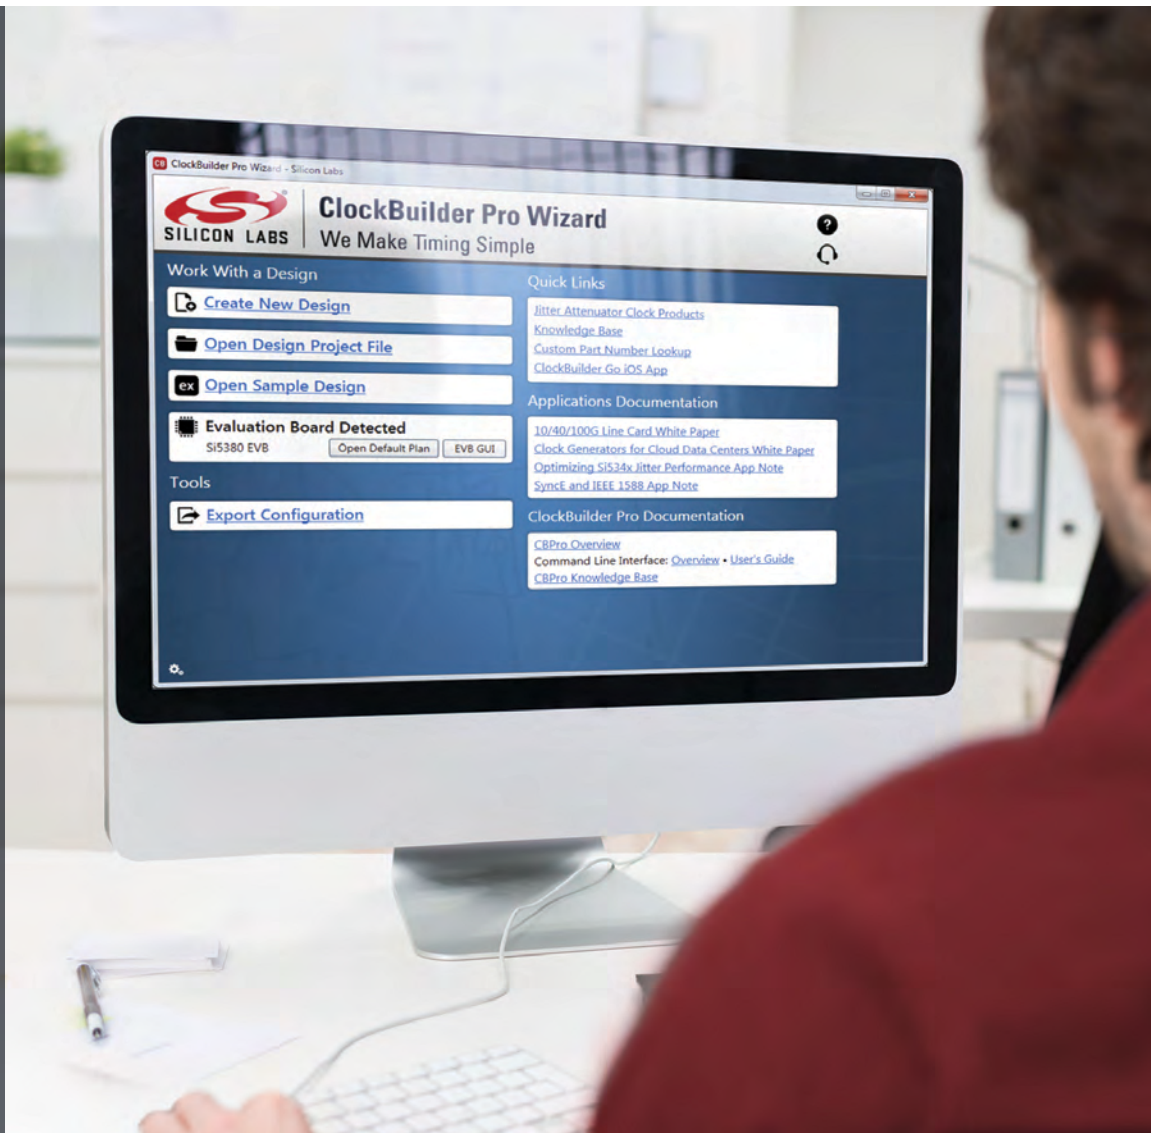 CB ClockBuilder Pro Wizard - Silicon Labs
SILICON LABS
ClockBuilder Pro Wizard
We Make Timing Simple
?
Work With a Design
Create New Design
Open Design Project File
ex Open Sample Design
Evaluation Board Detected
Si5380 EVB Open Default Plan EVB GUI
Tools
Export Configuration
Quick Links
Jitter Attenuator Clock Products
Knowledge Base
Custom Part Number Lookup
ClockBuilder Go iOS App
Applications Documentation
10/40/100G Line Card White Paper
Clock Generators for Cloud Data Centers White Paper
Optimizing Si534x Jitter Performance App Note
SyncE and IEEE 1588 App Note
ClockBuilder Pro Documentation
CBPro Overview
Command Line Interface: Overview • User's Guide
CBPro Knowledge Base